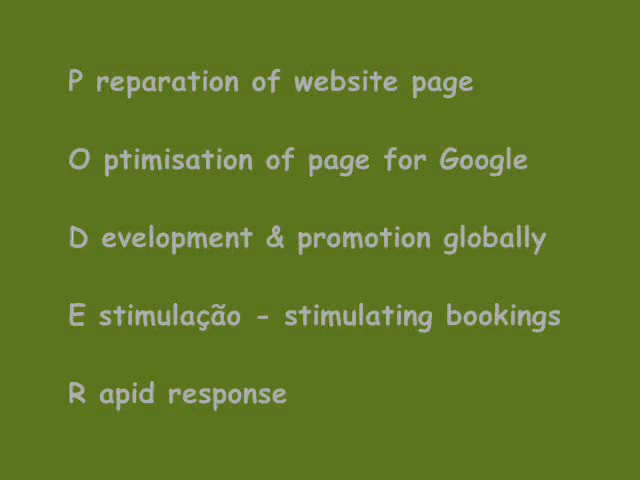 P reparation of website page
O ptimisation of page for Google
D evelopment & promotion globally
E stimulação - stimulating bookings
R apid response